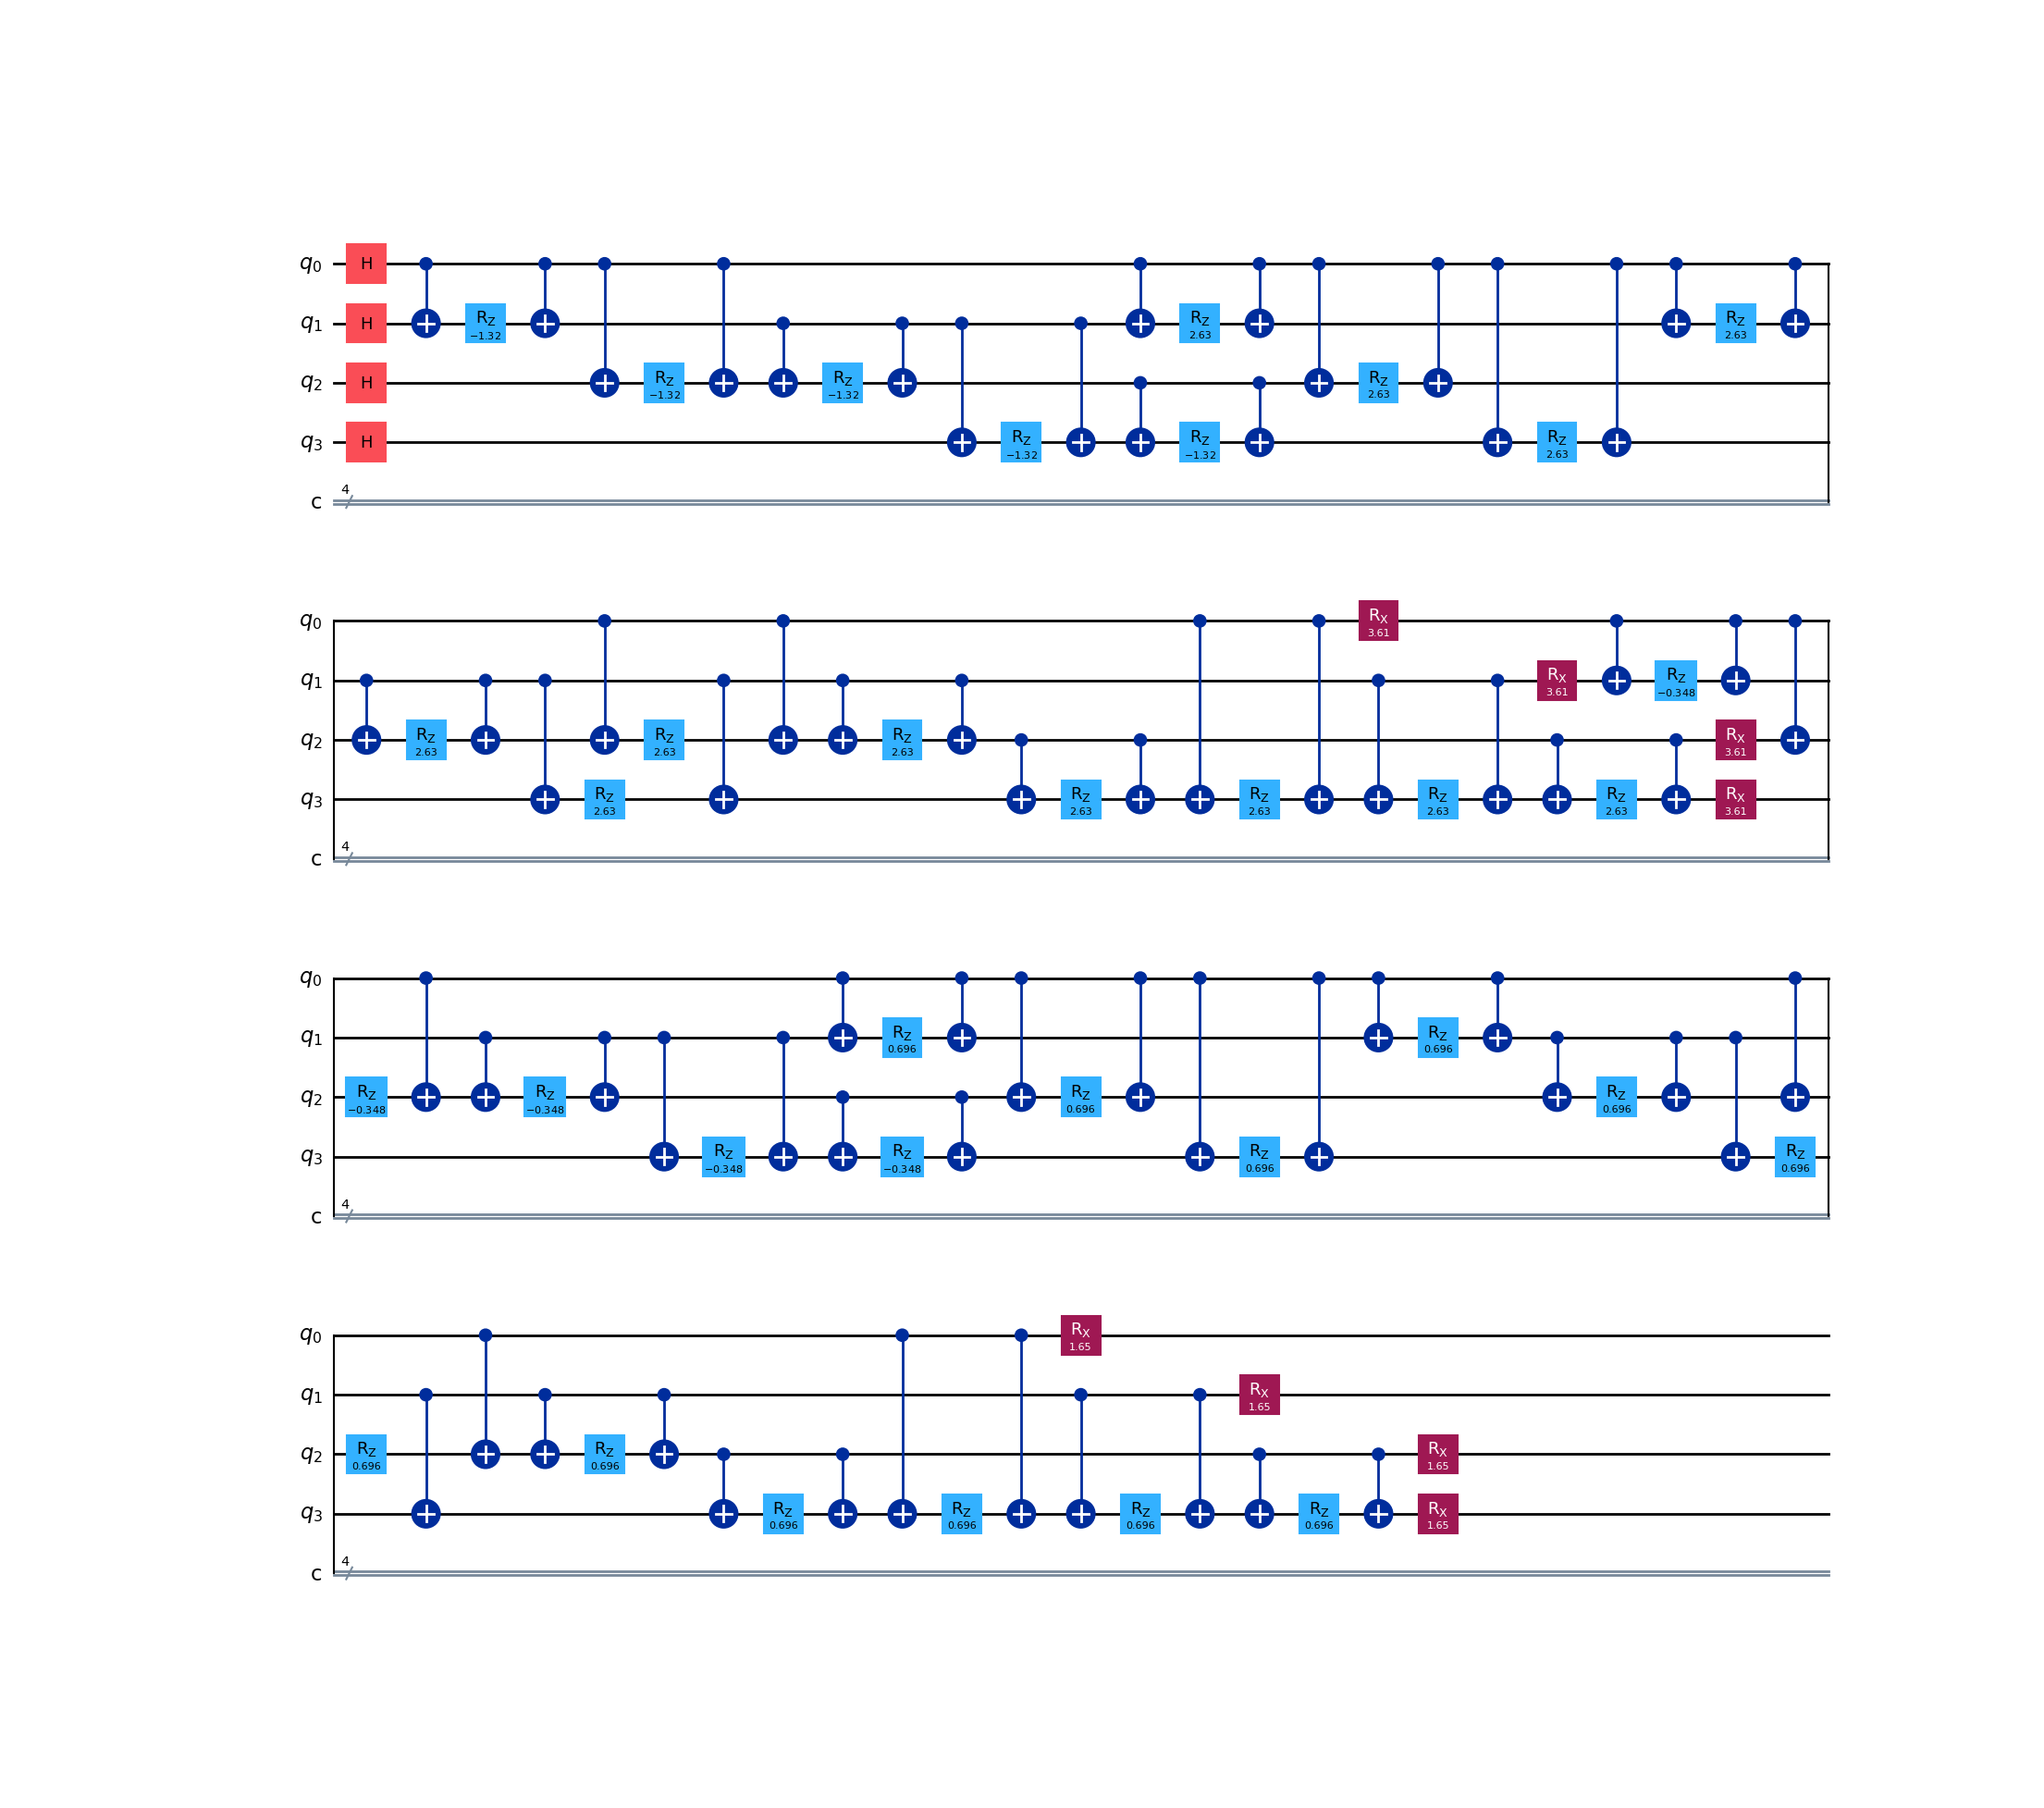 q0 H
q1 H RZ −1.32 RZ 2.63 RZ 2.63
q2 H RZ −1.32 RZ −1.32 RZ 2.63
q3 H RZ −1.32 RZ −1.32 RZ 2.63
c 4
q0 RX 3.61
q1 RX 3.61 RZ −0.348
q2 RZ 2.63 RZ 2.63 RZ 2.63 RX 3.61
q3 RZ 2.63 RZ 2.63 RZ 2.63 RZ 2.63 RZ 2.63 RX 3.61
c 4
q0
q1 RZ 0.696 RZ 0.696
q2 RZ −0.348 RZ −0.348 RZ 0.696 RZ 0.696
q3 RZ −0.348 RZ −0.348 RZ 0.696 RZ 0.696
c 4
q0 RX 1.65
q1 RX 1.65
q2 RZ 0.696 RZ 0.696 RX 1.65
q3 RZ 0.696 RZ 0.696 RZ 0.696 RZ 0.696 RX 1.65
c 4